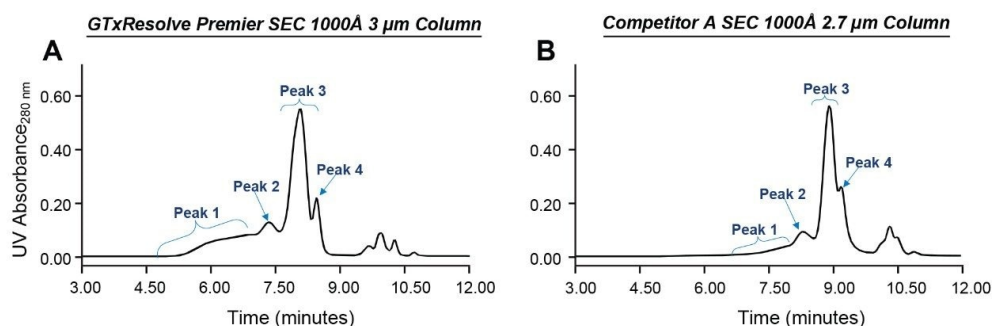 GTxResolve Premier SEC 1000Å 3 µm Column
A
UV Absorbance280 nm
0.60
0.40
0.20
0.00
Peak 1
Peak 2
Peak 3
Peak 4
3.00 4.50 6.00 7.50 9.00 10.50 12.00
Time (minutes)
Competitor A SEC 1000Å 2.7 µm Column
B
0.60
0.40
0.20
0.00
Peak 1
Peak 2
Peak 3
Peak 4
3.00 4.50 6.00 7.50 9.00 10.50 12.00
Time (minutes)